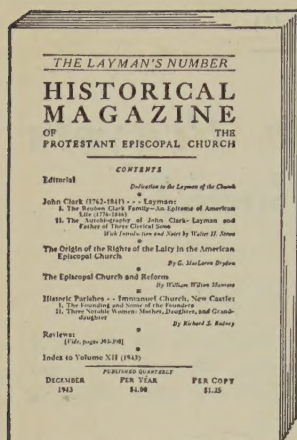 THE LAYMAN'S NUMBER
HISTORICAL
MAGAZINE
OF THE
PROTESTANT EPISCOPAL CHURCH
CONTENTS
Editorial
Dedication to the Laymen of the Church
John Clark (1762-1841) - - - Layman:
I. The Reuben Clark Family—An Epitome of American
Life (1776-1846)
II. The Autobiography of John Clark—Layman and
Father of Three Clerical Sons
With Introduction and Notes by Walter H. Stowe
The Origin of the Rights of the Laity in the American
Episcopal Church
By G. MacLaren Brydon
The Episcopal Church and Reform
By William Wilson Manross
Historic Parishes - - Immanuel Church, New Castle:
I. The Founding and Some of the Founders
II. Three Notable Women: Mother, Daughter, and Grand-
daughter
By Richard S. Rodney
Reviews:
[Vide, pages
Index to Volume XII (1943)
PUBLISHED QUARTERLY
DECEMBER PER YEAR PER COPY
1943 $4.00 $1.25